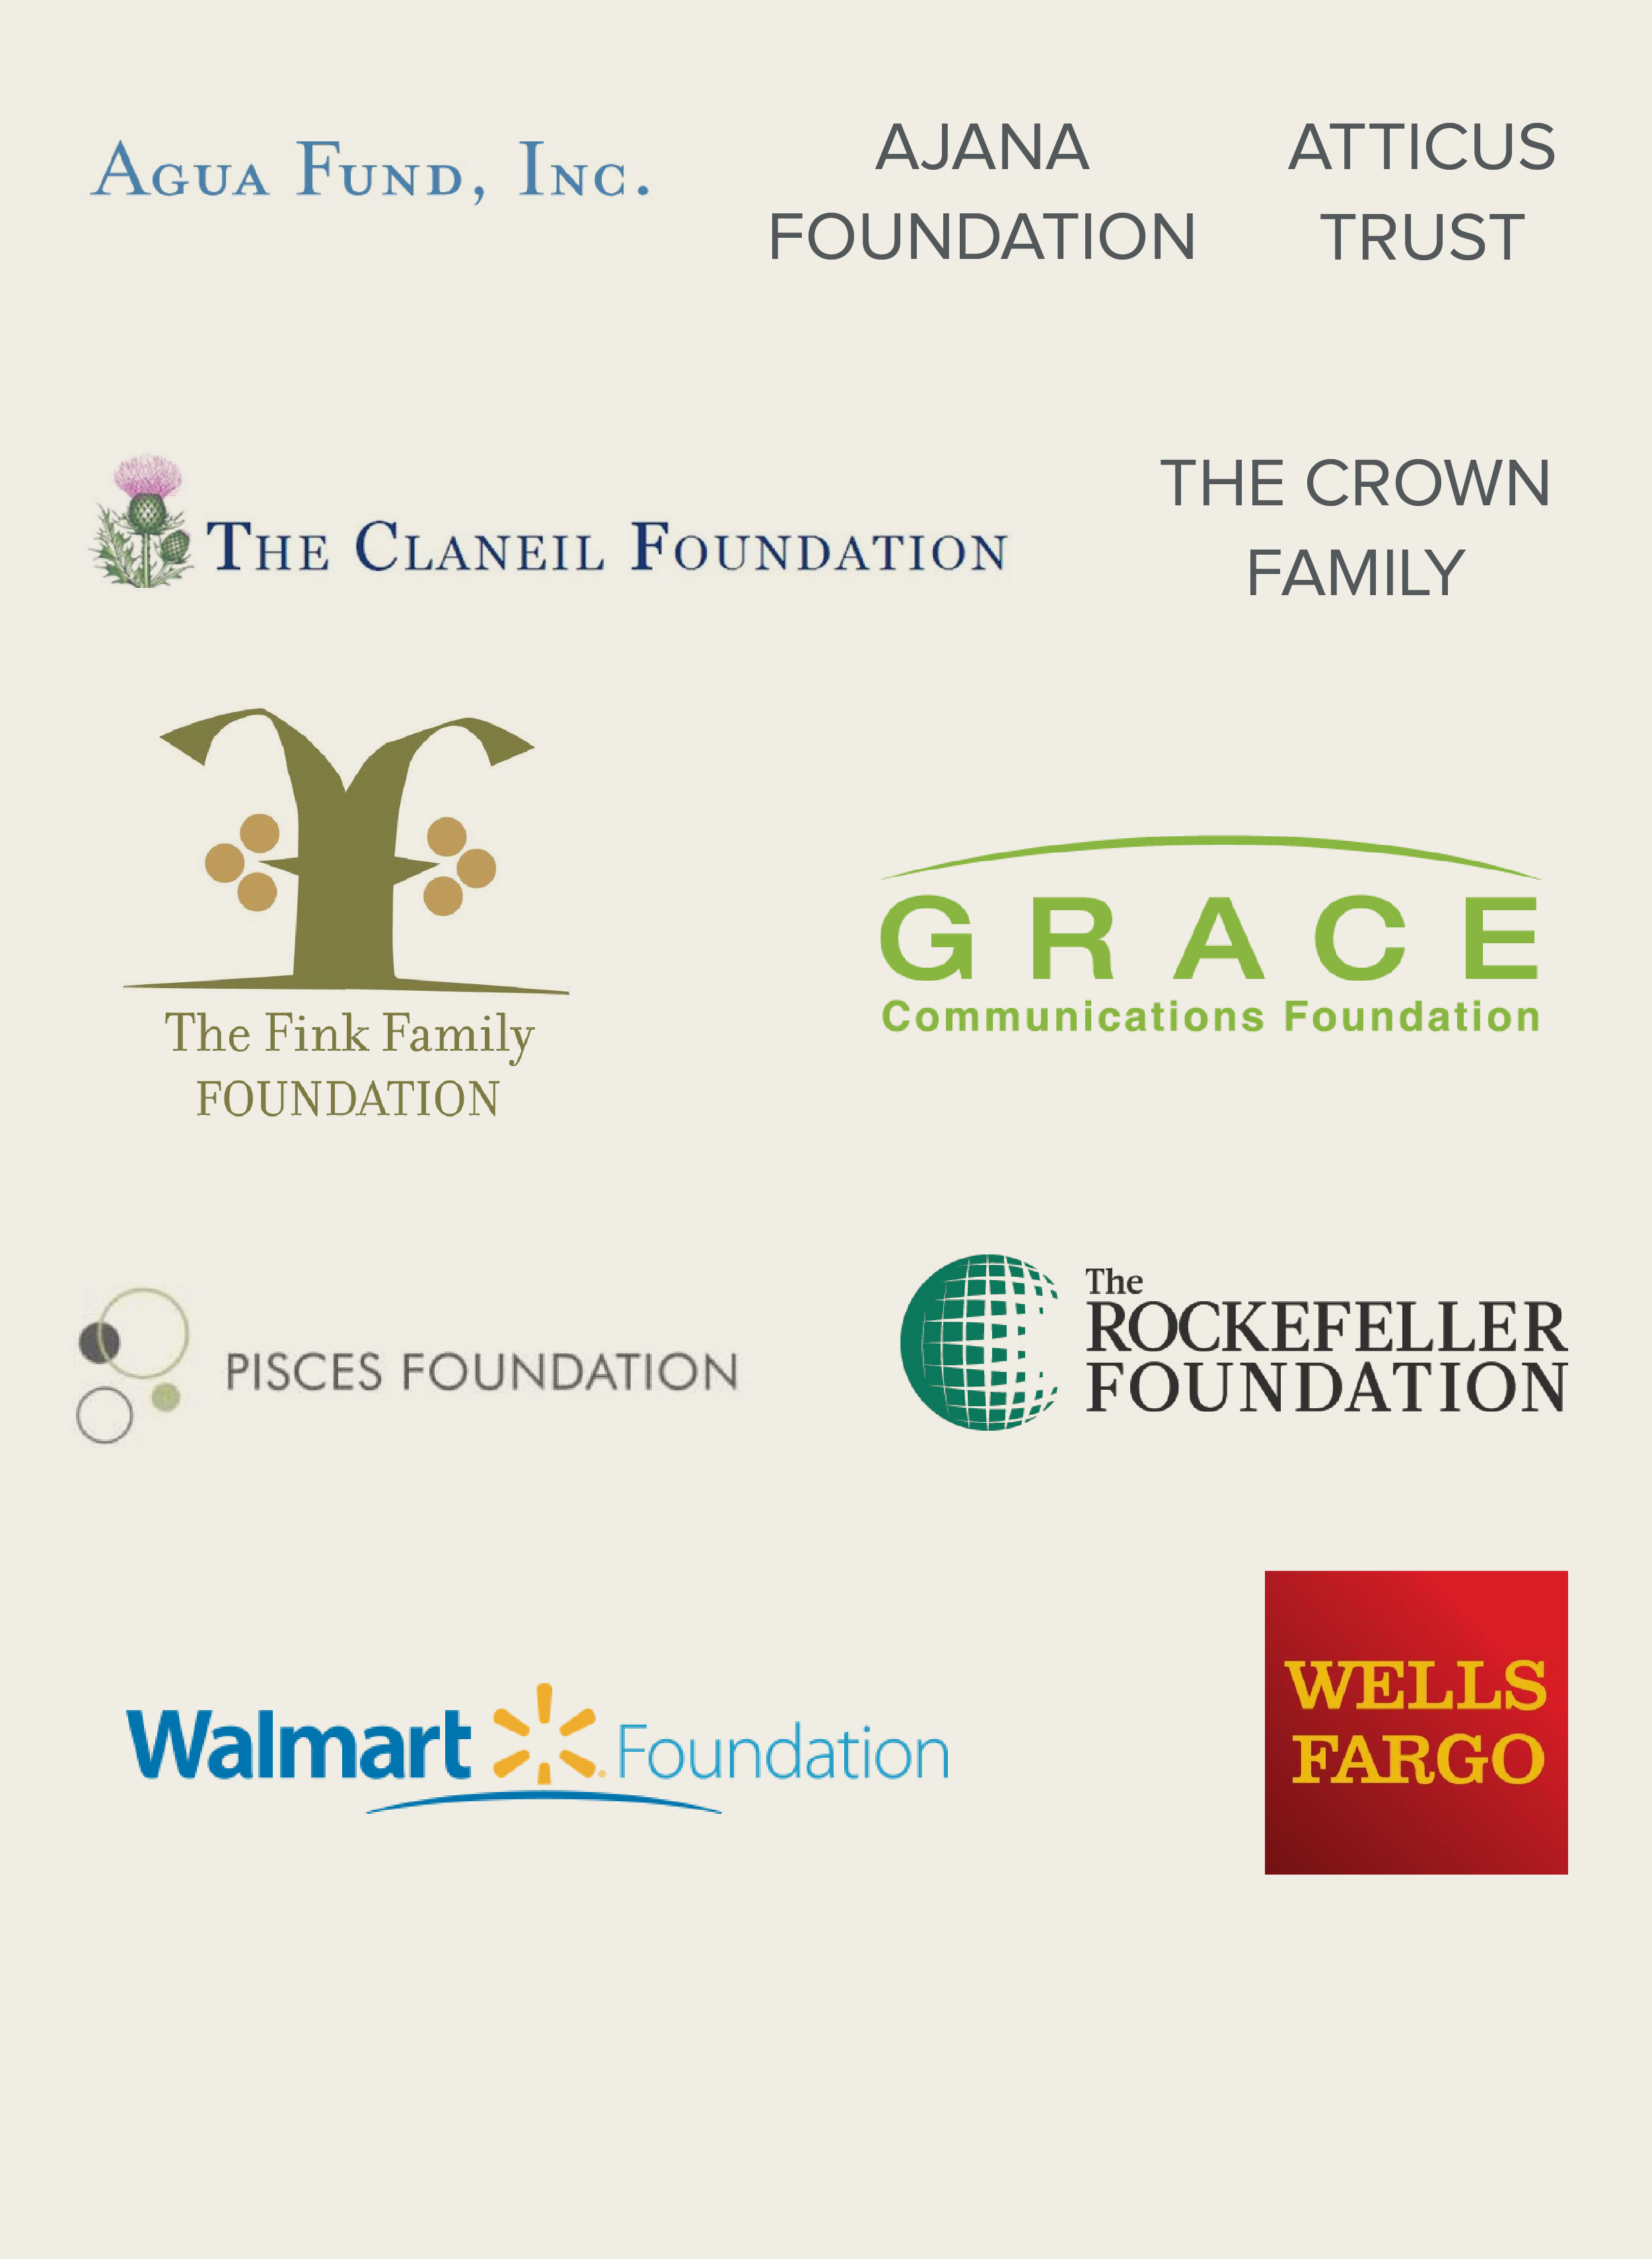 AGUA FUND, INC.
AJANA
FOUNDATION
ATTICUS
TRUST
THE CLANEIL FOUNDATION
THE CROWN
FAMILY
The Fink Family
FOUNDATION
GRACE
Communications Foundation
PISCES FOUNDATION
The
ROCKEFELLER
FOUNDATION
Walmart Foundation
WELLS
FARGO